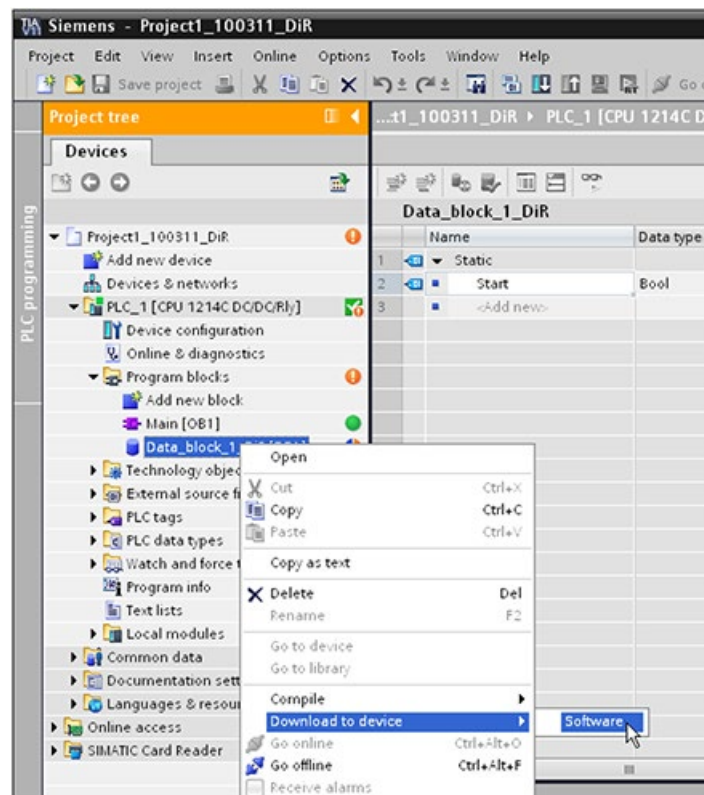 Siemens - Project1_100311_DiR
Project Edit View Insert Online Options Tools Window Help
Save project
Go
Project tree
...t1_100311_DiR ▸ PLC_1 [CPU 1214C D
Devices
PLC programming
Data_block_1_DiR
Name Data type
Project1_100311_DiR
1 Static
Add new device
2 Start Bool
Devices & networks
3 <Add new>
PLC_1 [CPU 1214C DC/DC/Rly]
Device configuration
Online & diagnostics
Program blocks
Add new block
Main [OB1]
Data_block_1
Technology objec
External source f
PLC tags
PLC data types
Watch and force t
Program info
Text lists
Local modules
Common data
Documentation sett
Languages & resou
Online access
SIMATIC Card Reader
Open
Cut Ctrl+X
Copy Ctrl+C
Paste Ctrl+V
Copy as text
Delete Del
Rename F2
Go to device
Go to library
Compile
Download to device
Software
Go online Ctrl+Alt+O
Go offline Ctrl+Alt+F
Receive alarms